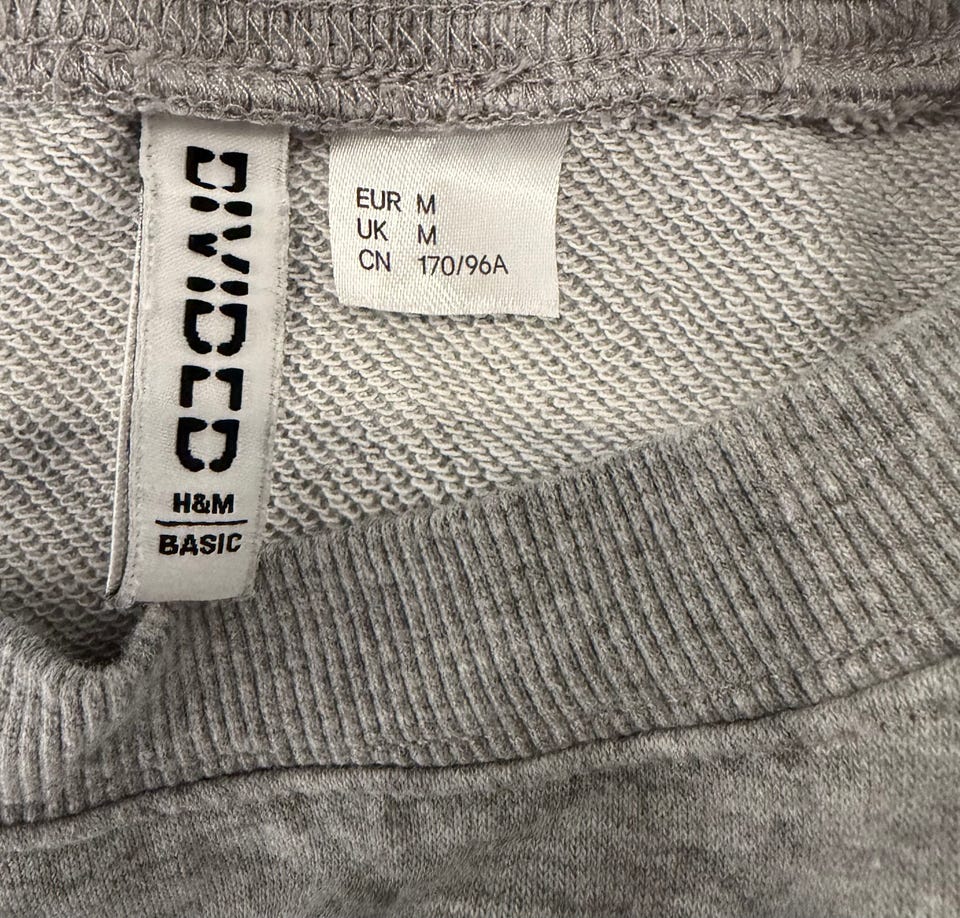 DIVIDED
H&M
BASIC
EUR M
UK M
CN 170/96A